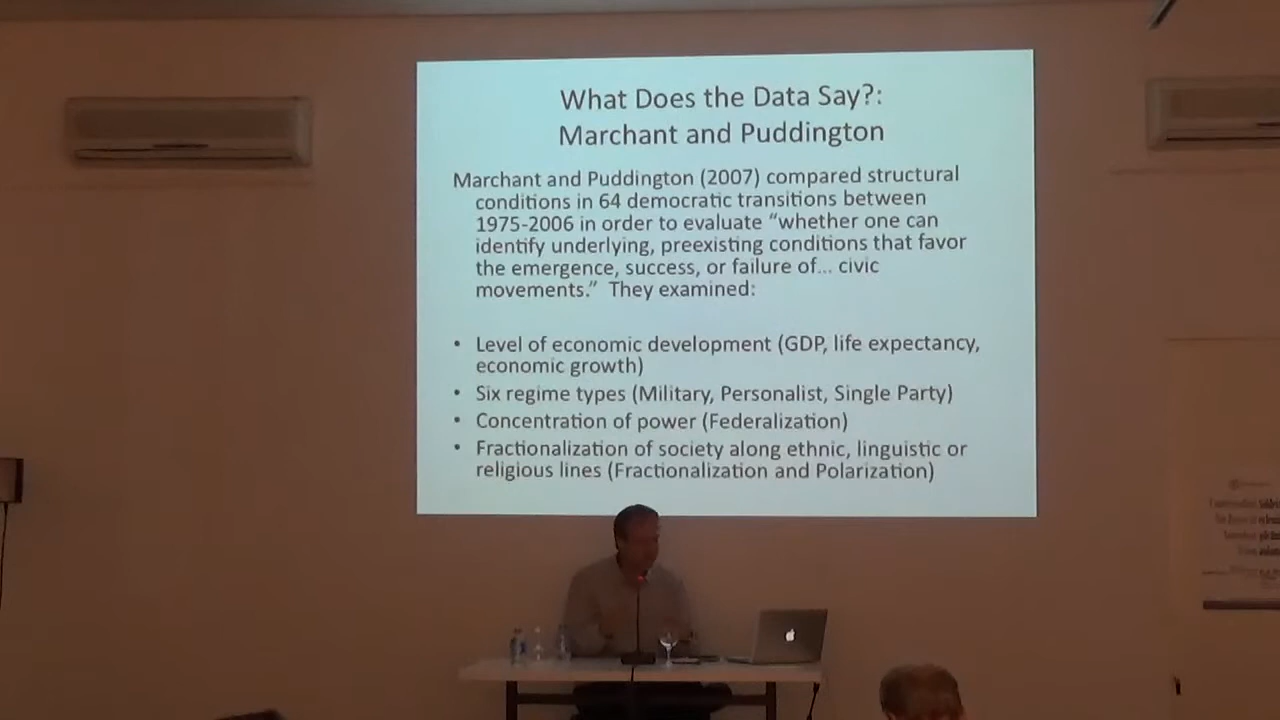 What Does the Data Say?:
Marchant and Puddington
Marchant and Puddington (2007) compared structural
conditions in 64 democratic transitions between
1975-2006 in order to evaluate “whether one can
identify underlying, preexisting conditions that favor
the emergence, success, or failure of... civic
movements.” They examined:
• Level of economic development (GDP, life expectancy,
economic growth)
• Six regime types (Military, Personalist, Single Party)
• Concentration of power (Federalization)
• Fractionalization of society along ethnic, linguistic or
religious lines (Fractionalization and Polarization)